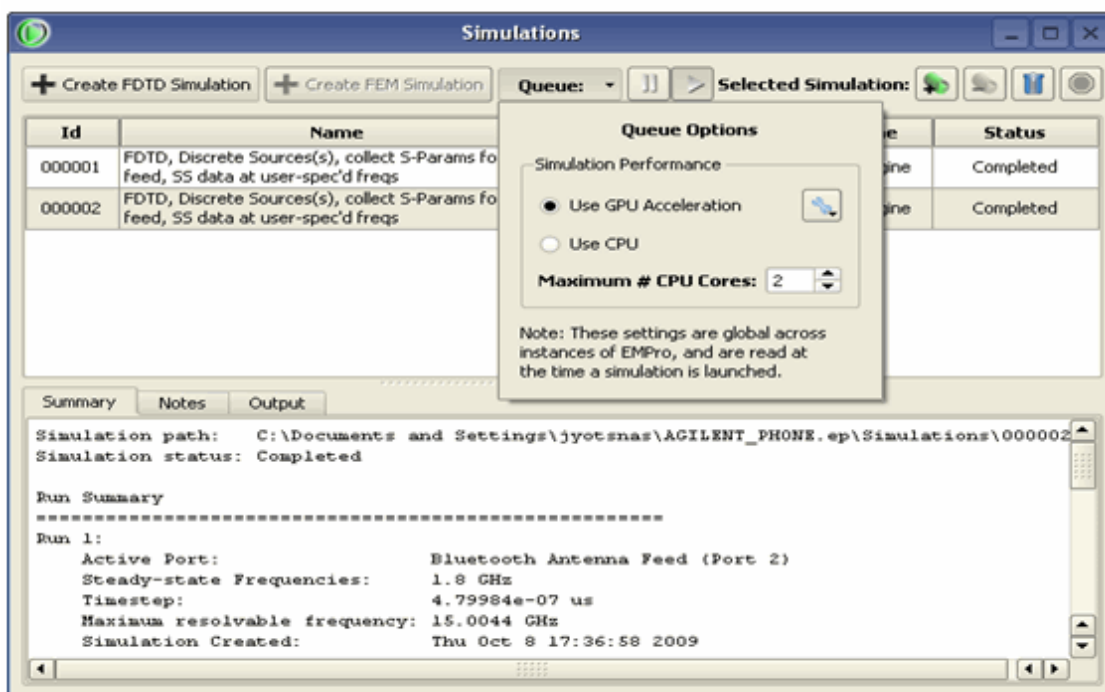 Simulations
Create FDTD Simulation Create FEM Simulation Queue: Selected Simulation:
Id Name Status
000001 FDTD, Discrete Sources(s), collect S-Params fo
feed, SS data at user-spec'd freqs Completed
000002 FDTD, Discrete Sources(s), collect S-Params fo
feed, SS data at user-spec'd freqs Completed
Queue Options
Simulation Performance
Use GPU Acceleration
Use CPU
Maximum # CPU Cores: 2
Note: These settings are global across
instances of EMPro, and are read at
the time a simulation is launched.
Summary Notes Output
Simulation path: C:\Documents and Settings\jyotsnas\AGILENT_PHONE.ep\Simulations\000002
Simulation status: Completed
Run Summary
Run 1:
Active Port: Bluetooth Antenna Feed (Port 2)
Steady-state Frequencies: 1.8 GHz
Timestep: 4.79984e-07 us
Maximum resolvable frequency: 15.0044 GHz
Simulation Created: Thu Oct 8 17:36:58 2009